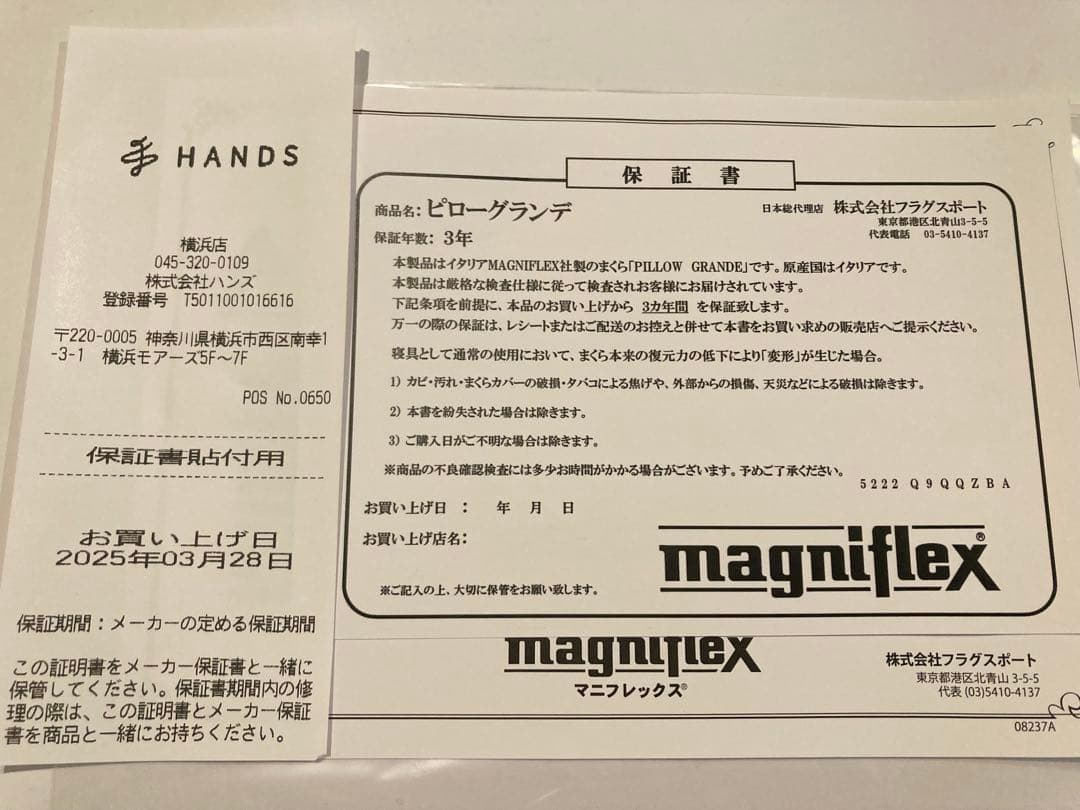 HANDS
横浜店
045-320-0109
株式会社ハンズ
登録番号 T5011001016616
〒220-0005 神奈川県横浜市西区南幸1
-3-1 横浜モアーズ5F～7F
POS No.0650
保証書貼付用
お買い上げ日
2025年03月28日
保証期間：メーカーの定める保証期間
この証明書をメーカー保証書と一緒に
保管してください。保証書期間内の修
理の際は、この証明書とメーカー保証
書を商品と一緒にお持ちください。
保証書
商品名：ピローグランデ
保証年数：3年
日本総代理店 株式会社フラグスポート
東京都港区北青山3-5-5
代表電話 03-5410-4137
本製品はイタリアMAGNIFLEX社製のまくら「PILLOW GRANDE」です。原産国はイタリアです。
本製品は厳格な検査仕様に従って検査されお客様にお届けされています。
下記条項を前提に、本品のお買い上げから 3カ年間 を保証致します。
万一の際の保証は、レシートまたはご配送のお控えと併せて本書をお買い求めの販売店へご提示ください。
寝具として通常の使用において、まくら本来の復元力の低下により「変形」が生じた場合。
1）カビ・汚れ・まくらカバーの破損・タバコによる焦げや、外部からの損傷、天災などによる破損は除きます。
2）本書を紛失された場合は除きます。
3）ご購入日がご不明な場合は除きます。
※商品の不良確認検査には多少お時間がかかる場合がございます。予めご了承ください。
5222 Q9QQZBA
お買い上げ日 ： 年 月 日
お買い上げ店名：
magniflex®
※ご記入の上、大切に保管をお願い致します。
magniflex
マニフレックス®
株式会社フラグスポート
東京都港区北青山 3-5-5
代表 (03)5410-4137
08237A